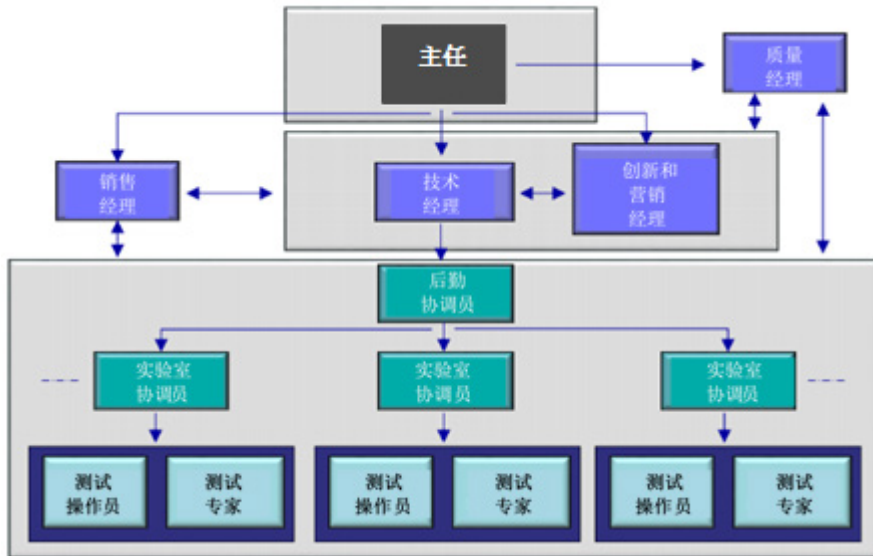 主任
质量
经理
销售
经理
技术
经理
创新和
营销
经理
后勤
协调员
实验室
协调员
实验室
协调员
实验室
协调员
测试
操作员
测试
专家
测试
操作员
测试
专家
测试
操作员
测试
专家